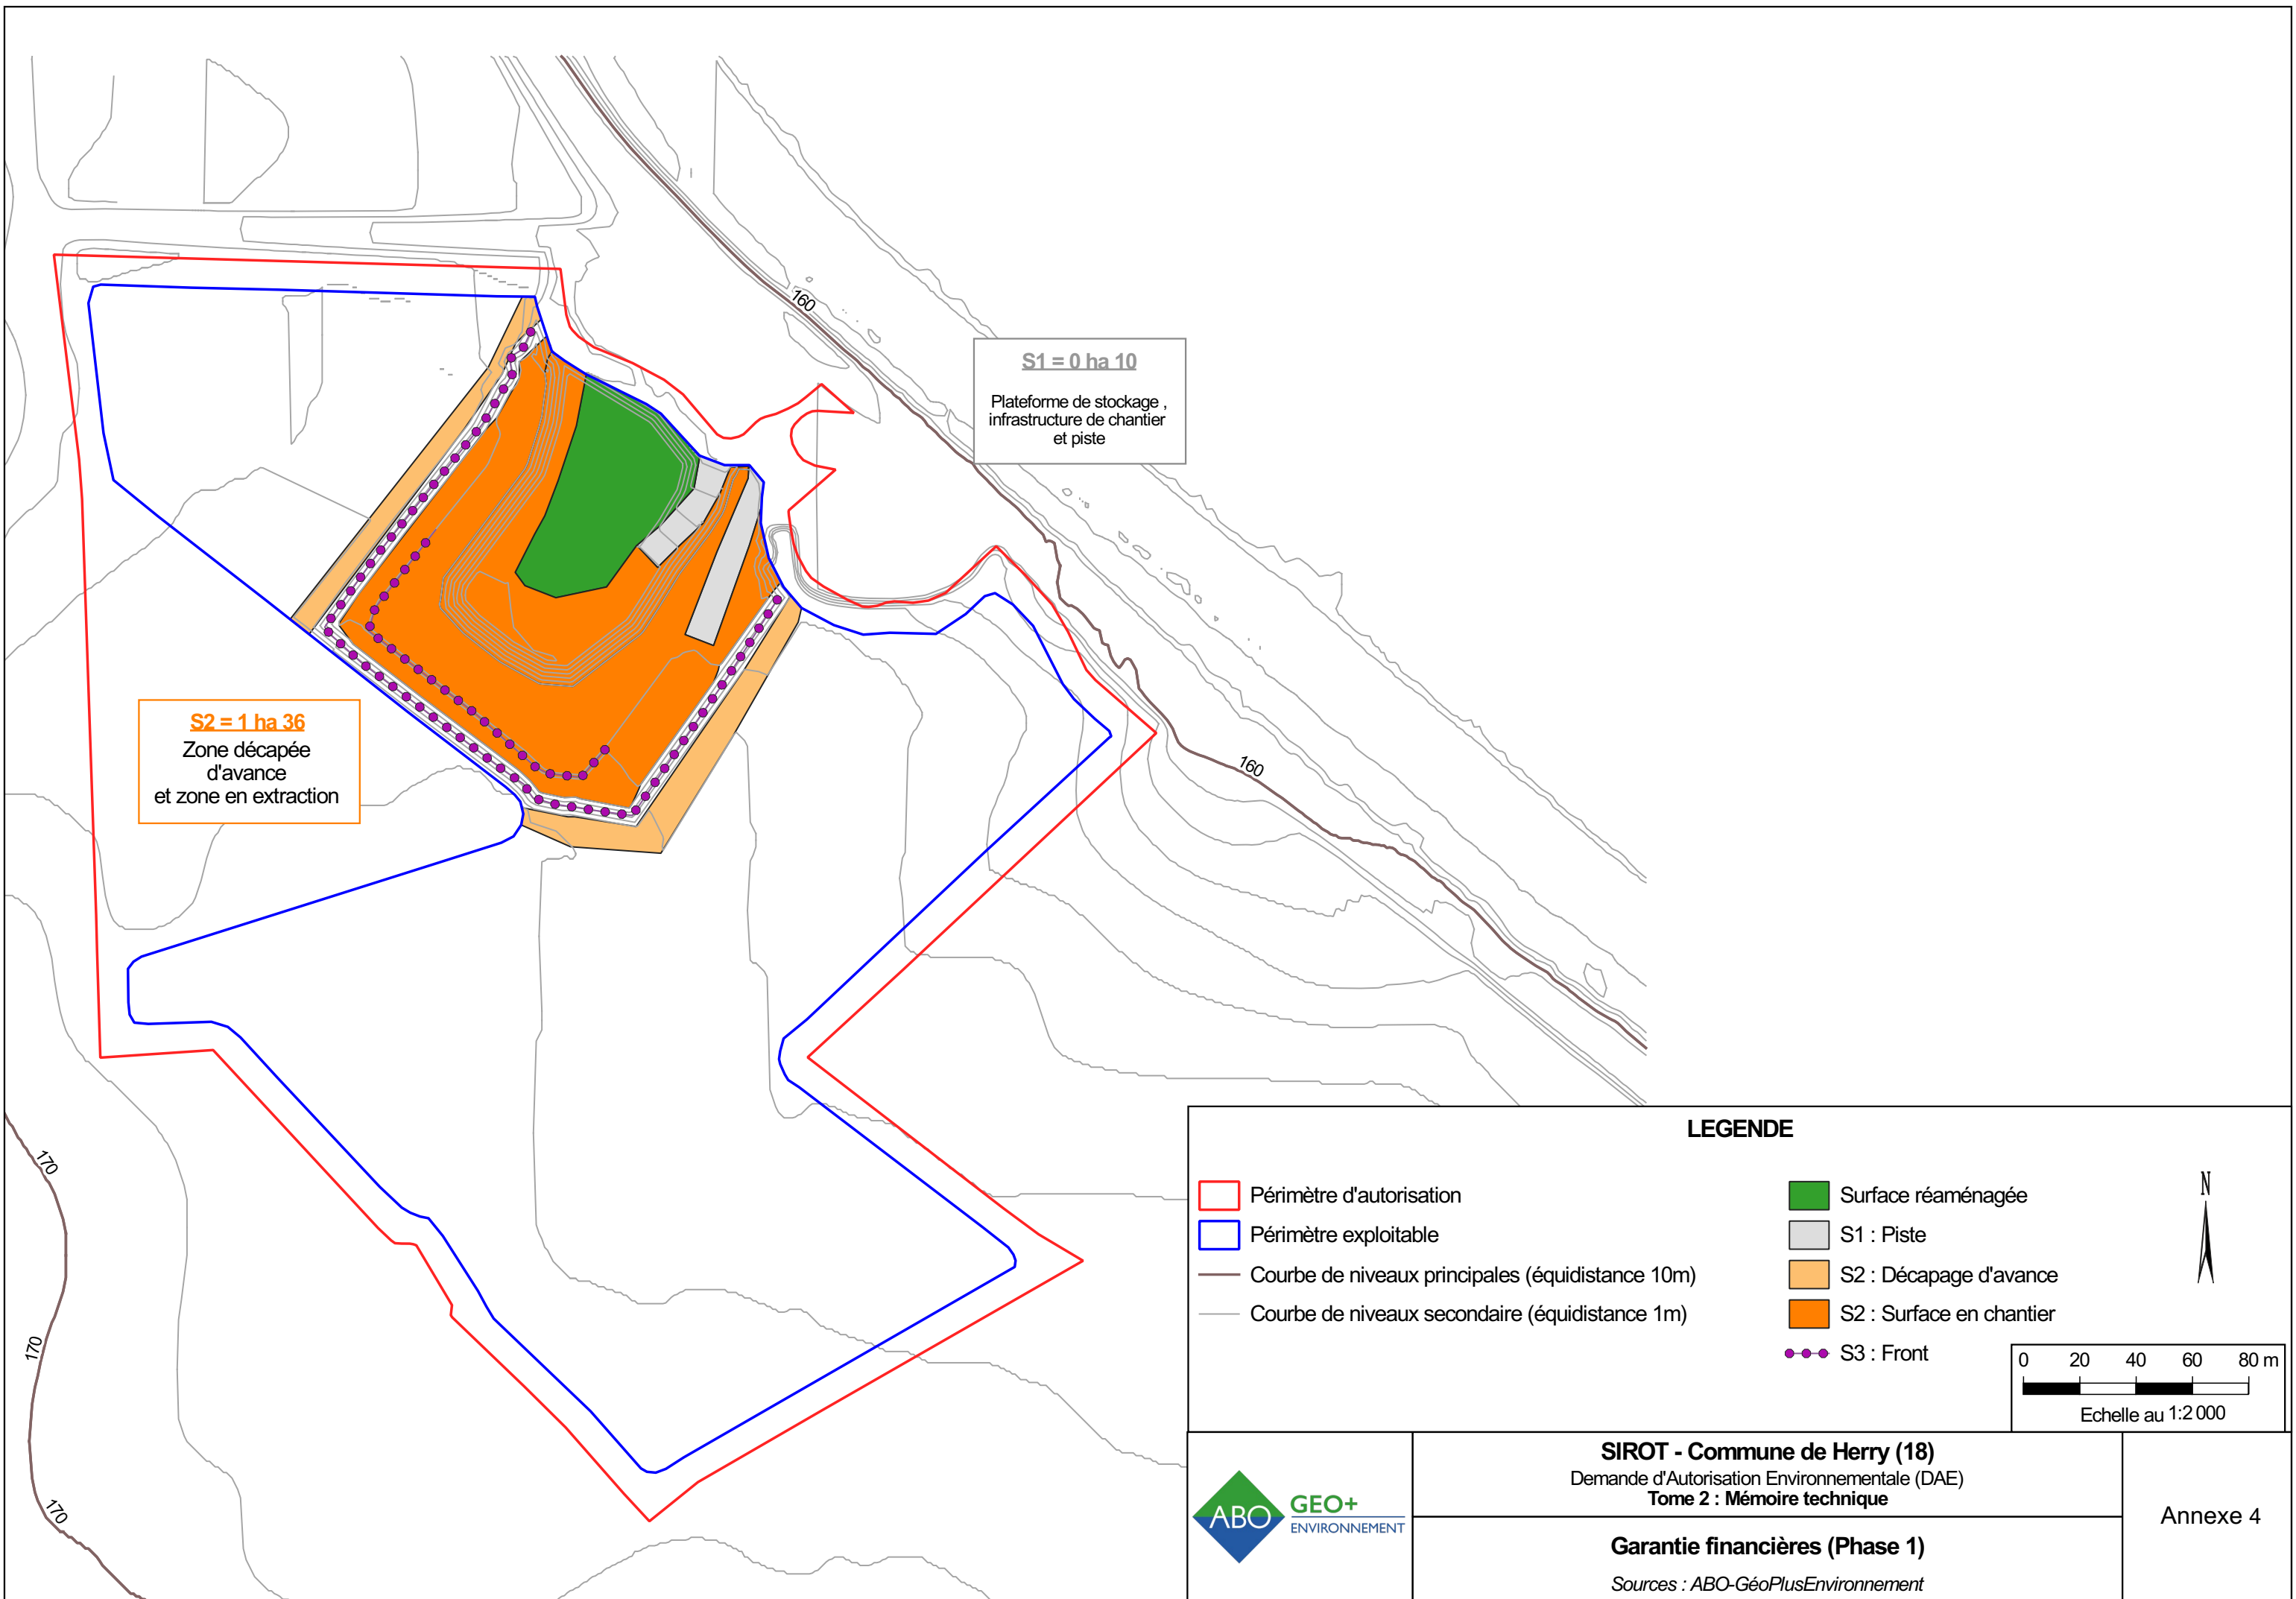 160
S1 = 0 ha 10
Plateforme de stockage ,
infrastructure de chantier
et piste
S2 = 1 ha 36
Zone décapée
d'avance
et zone en extraction
160
170
170
170
LEGENDE
Périmètre d'autorisation
Périmètre exploitable
Courbe de niveaux principales (équidistance 10m)
Courbe de niveaux secondaire (équidistance 1m)
Surface réaménagée
S1 : Piste
S2 : Décapage d'avance
S2 : Surface en chantier
S3 : Front
N
0 20 40 60 80 m
Echelle au 1:2 000
ABO
GEO+
ENVIRONNEMENT
SIROT - Commune de Herry (18)
Demande d'Autorisation Environnementale (DAE)
Tome 2 : Mémoire technique
Garantie financières (Phase 1)
Sources : ABO-GéoPlusEnvironnement
Annexe 4